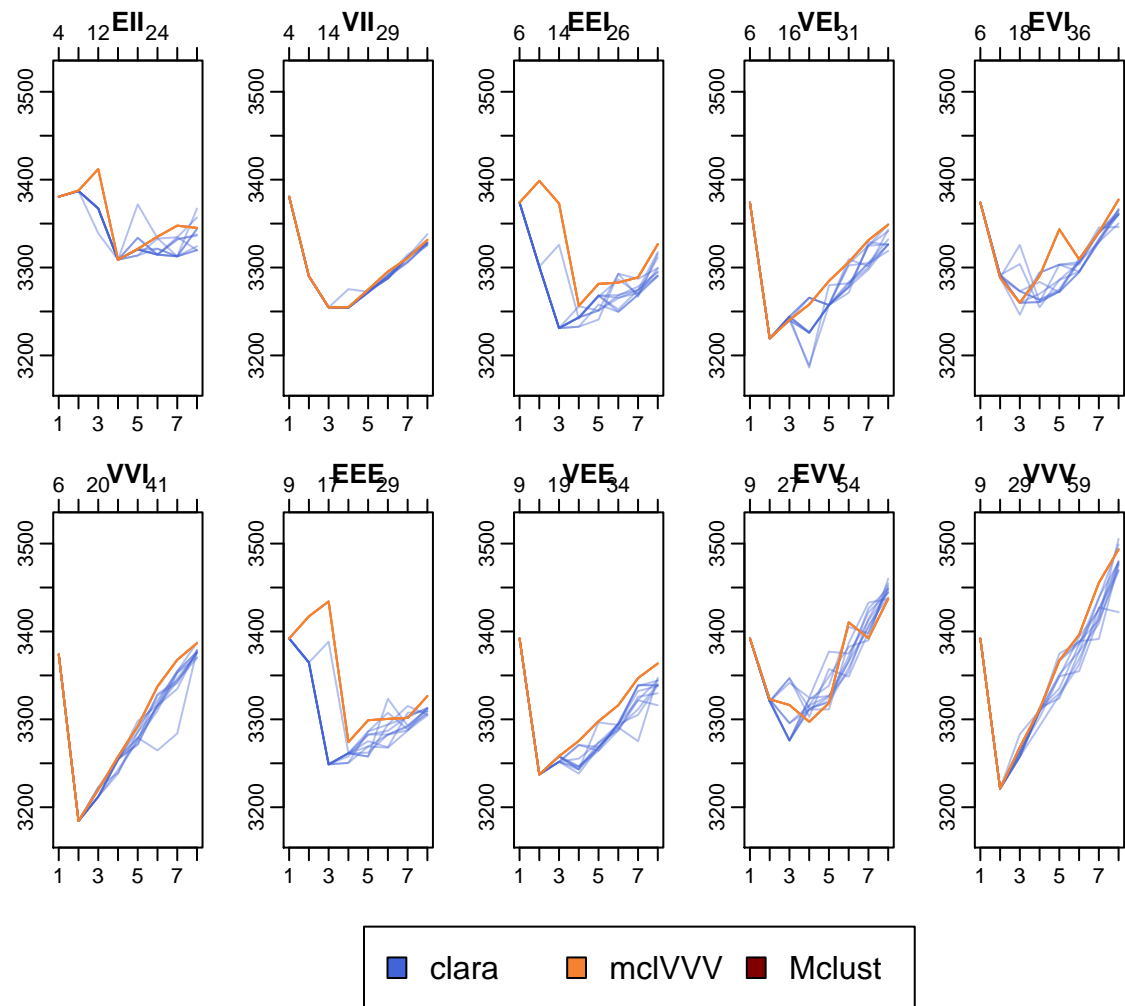 EII VII EEI VEI EVI
4 12 24 4 14 29 6 14 26 6 16 31 6 18 36
3500 3500 3500 3500 3500
3400 3400 3400 3400 3400
3300 3300 3300 3300 3300
3200 3200 3200 3200 3200
1 3 5 7 1 3 5 7 1 3 5 7 1 3 5 7 1 3 5 7
VVI EEE VEE EVV VVV
6 20 41 9 17 29 9 19 34 9 27 54 9 29 59
3500 3500 3500 3500 3500
3400 3400 3400 3400 3400
3300 3300 3300 3300 3300
3200 3200 3200 3200 3200
1 3 5 7 1 3 5 7 1 3 5 7 1 3 5 7 1 3 5 7
clara mclVVV Mclust